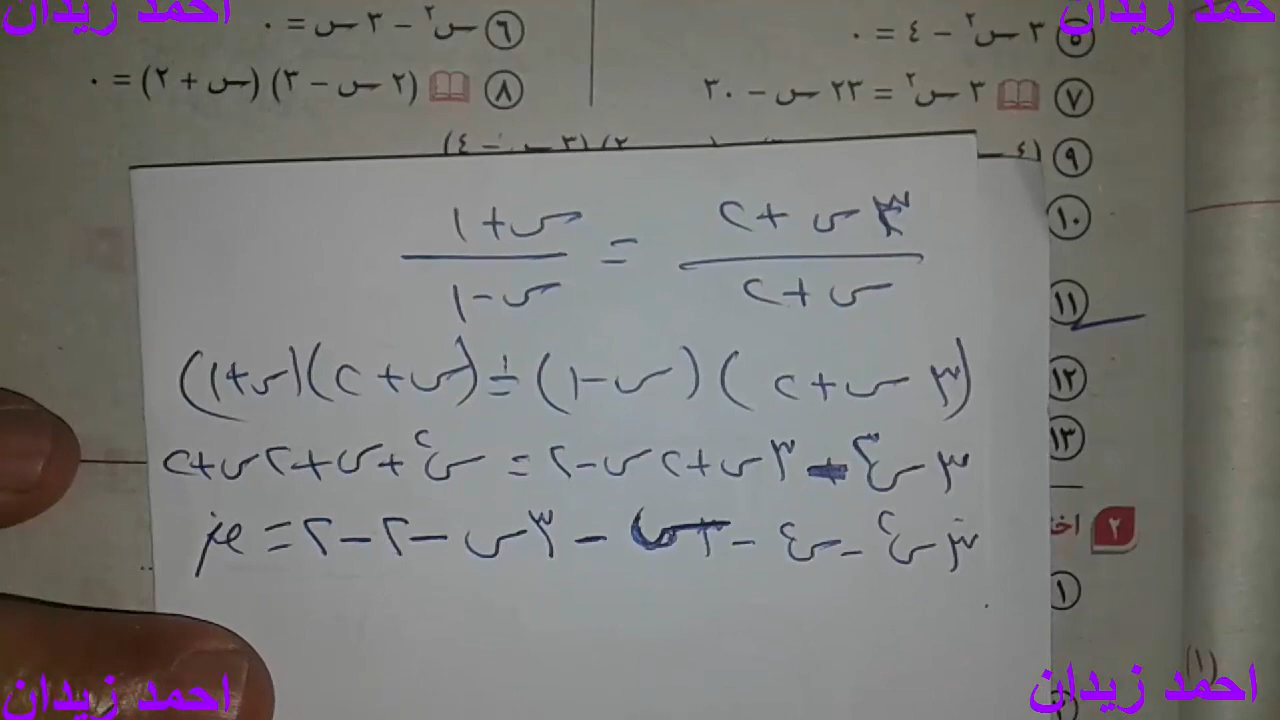 احمد زيدان
احمد زيدان
٥ ٣ س٢ − ٤ = ٠
٦ س٢ − ٣ س = ٠
٧ ٣ س٢ = ٢٣ س − ٣٠
٨ (٢ س − ٣) (س + ٢) = ٠
٩
١٠
(٣ س + ٢)/(س + ٢) = (س + ١)/(س − ١)
١١
(٣ س + ٢) (س − ١) = (س + ٢) (س + ١)
١٢
٣ س٢ − ٣ س + ٢ س − ٢ = س٢ + س + ٢ س + ٢
١٣
٣ س٢ − س٢ − س − ٣ س − ٢ − ٢ = صفر
٢ اخ
١
(١)
احمد زيدان
احمد زيدان